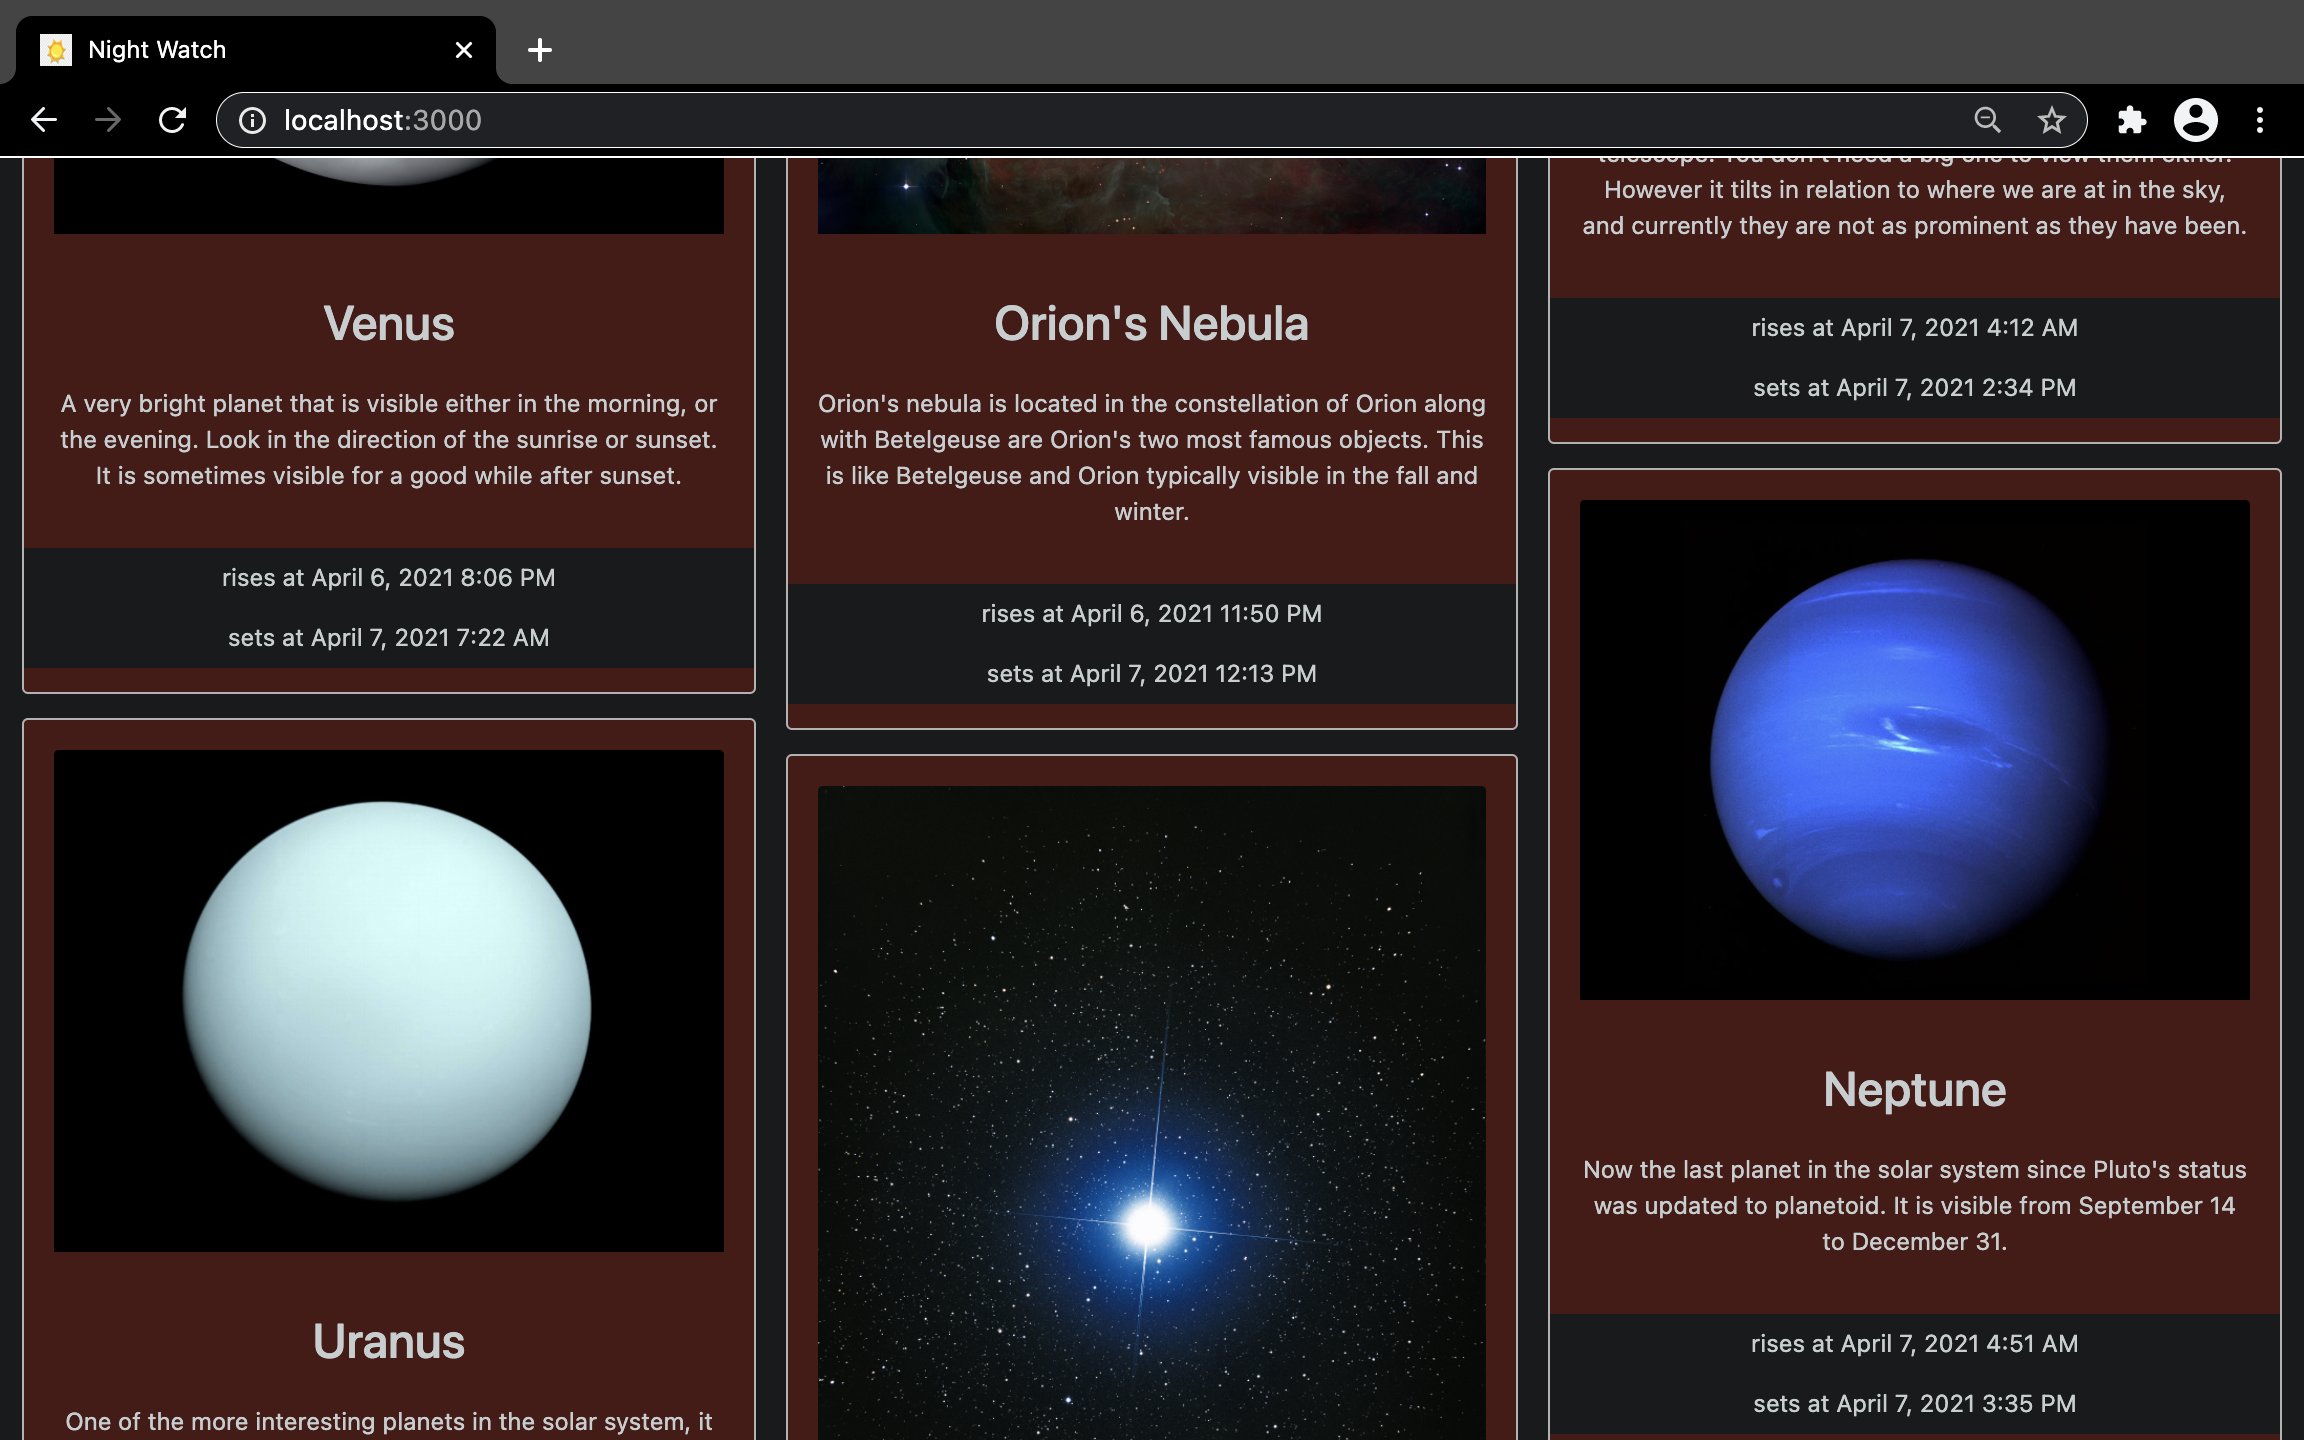 Night Watch
localhost:3000
Venus
A very bright planet that is visible either in the morning, or
the evening. Look in the direction of the sunrise or sunset.
It is sometimes visible for a good while after sunset.
rises at April 6, 2021 8:06 PM
sets at April 7, 2021 7:22 AM
Uranus
One of the more interesting planets in the solar system, it
Orion's Nebula
Orion's nebula is located in the constellation of Orion along
with Betelgeuse are Orion's two most famous objects. This
is like Betelgeuse and Orion typically visible in the fall and
winter.
rises at April 6, 2021 11:50 PM
sets at April 7, 2021 12:13 PM
telescope. You don't need a big one to view them either.
However it tilts in relation to where we are at in the sky,
and currently they are not as prominent as they have been.
rises at April 7, 2021 4:12 AM
sets at April 7, 2021 2:34 PM
Neptune
Now the last planet in the solar system since Pluto's status
was updated to planetoid. It is visible from September 14
to December 31.
rises at April 7, 2021 4:51 AM
sets at April 7, 2021 3:35 PM